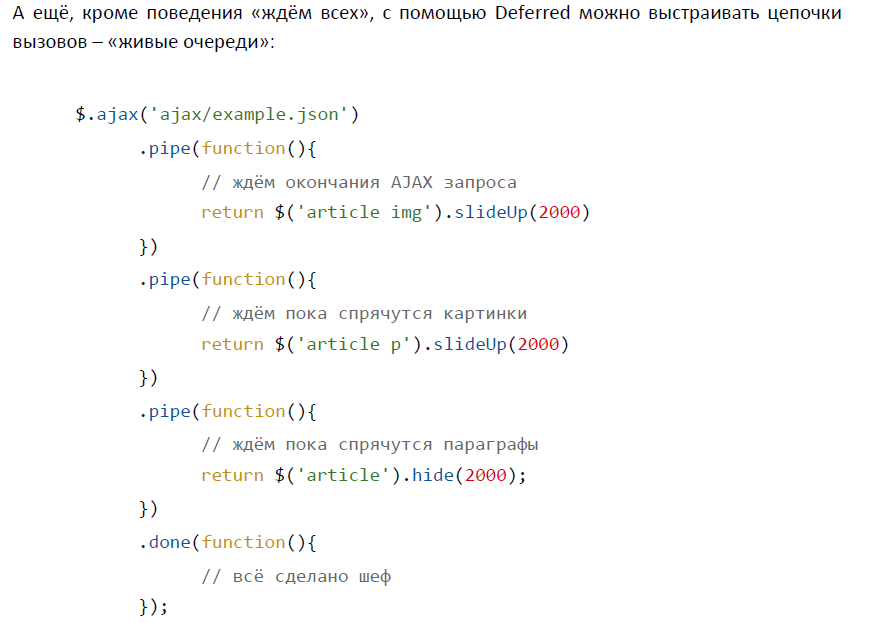 А ещё, кроме поведения «ждём всех», с помощью Deferred можно выстраивать цепочки
вызовов – «живые очереди»:
$.ajax('ajax/example.json')
.pipe(function(){
// ждём окончания AJAX запроса
return $('article img').slideUp(2000)
})
.pipe(function(){
// ждём пока спрячутся картинки
return $('article p').slideUp(2000)
})
.pipe(function(){
// ждём пока спрячутся параграфы
return $('article').hide(2000);
})
.done(function(){
// всё сделано шеф
});